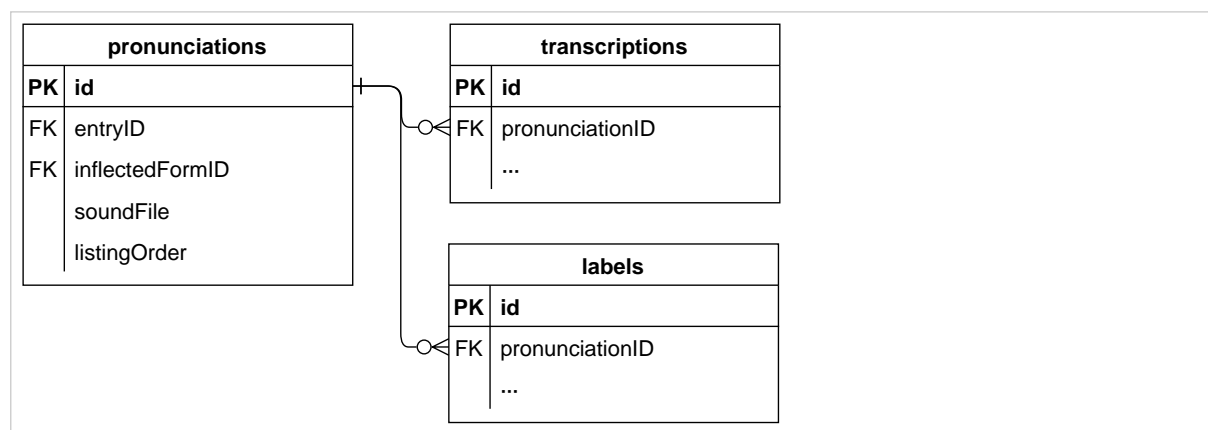 pronunciations
PK id
FK entryID
FK inflectedFormID
soundFile
listingOrder
transcriptions
PK id
FK pronunciationID
...
labels
PK id
FK pronunciationID
...